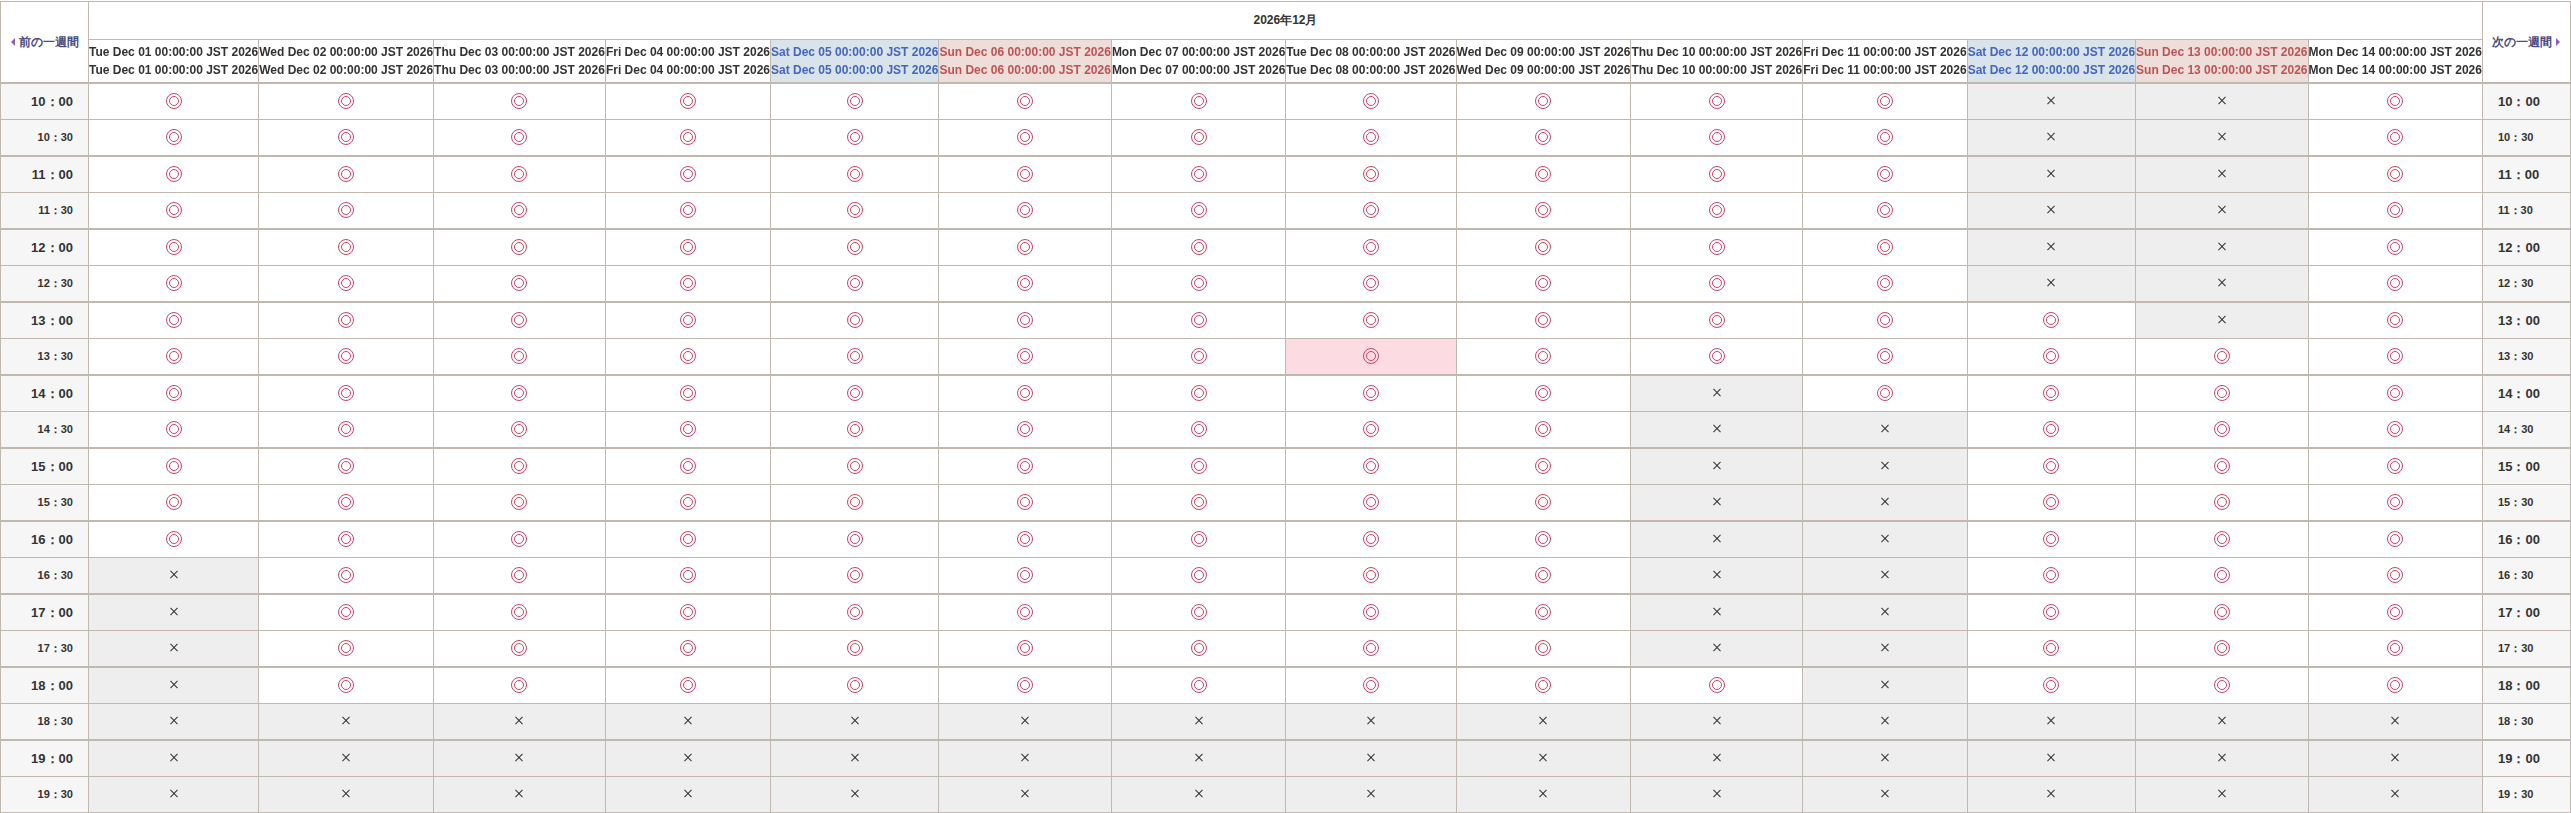 2026年12月
前の一週間
Tue Dec 01 00:00:00 JST 2026 Wed Dec 02 00:00:00 JST 2026 Thu Dec 03 00:00:00 JST 2026 Fri Dec 04 00:00:00 JST 2026 Sat Dec 05 00:00:00 JST 2026 Sun Dec 06 00:00:00 JST 2026 Mon Dec 07 00:00:00 JST 2026 Tue Dec 08 00:00:00 JST 2026 Wed Dec 09 00:00:00 JST 2026 Thu Dec 10 00:00:00 JST 2026 Fri Dec 11 00:00:00 JST 2026 Sat Dec 12 00:00:00 JST 2026 Sun Dec 13 00:00:00 JST 2026 Mon Dec 14 00:00:00 JST 2026
Tue Dec 01 00:00:00 JST 2026 Wed Dec 02 00:00:00 JST 2026 Thu Dec 03 00:00:00 JST 2026 Fri Dec 04 00:00:00 JST 2026 Sat Dec 05 00:00:00 JST 2026 Sun Dec 06 00:00:00 JST 2026 Mon Dec 07 00:00:00 JST 2026 Tue Dec 08 00:00:00 JST 2026 Wed Dec 09 00:00:00 JST 2026 Thu Dec 10 00:00:00 JST 2026 Fri Dec 11 00:00:00 JST 2026 Sat Dec 12 00:00:00 JST 2026 Sun Dec 13 00:00:00 JST 2026 Mon Dec 14 00:00:00 JST 2026
次の一週間
10：00 ◎ ◎ ◎ ◎ ◎ ◎ ◎ ◎ ◎ ◎ ◎ × × ◎ 10：00
10：30 ◎ ◎ ◎ ◎ ◎ ◎ ◎ ◎ ◎ ◎ ◎ × × ◎ 10：30
11：00 ◎ ◎ ◎ ◎ ◎ ◎ ◎ ◎ ◎ ◎ ◎ × × ◎ 11：00
11：30 ◎ ◎ ◎ ◎ ◎ ◎ ◎ ◎ ◎ ◎ ◎ × × ◎ 11：30
12：00 ◎ ◎ ◎ ◎ ◎ ◎ ◎ ◎ ◎ ◎ ◎ × × ◎ 12：00
12：30 ◎ ◎ ◎ ◎ ◎ ◎ ◎ ◎ ◎ ◎ ◎ × × ◎ 12：30
13：00 ◎ ◎ ◎ ◎ ◎ ◎ ◎ ◎ ◎ ◎ ◎ ◎ × ◎ 13：00
13：30 ◎ ◎ ◎ ◎ ◎ ◎ ◎ ◎ ◎ ◎ ◎ ◎ ◎ ◎ 13：30
14：00 ◎ ◎ ◎ ◎ ◎ ◎ ◎ ◎ ◎ × ◎ ◎ ◎ ◎ 14：00
14：30 ◎ ◎ ◎ ◎ ◎ ◎ ◎ ◎ ◎ × × ◎ ◎ ◎ 14：30
15：00 ◎ ◎ ◎ ◎ ◎ ◎ ◎ ◎ ◎ × × ◎ ◎ ◎ 15：00
15：30 ◎ ◎ ◎ ◎ ◎ ◎ ◎ ◎ ◎ × × ◎ ◎ ◎ 15：30
16：00 ◎ ◎ ◎ ◎ ◎ ◎ ◎ ◎ ◎ × × ◎ ◎ ◎ 16：00
16：30 × ◎ ◎ ◎ ◎ ◎ ◎ ◎ ◎ × × ◎ ◎ ◎ 16：30
17：00 × ◎ ◎ ◎ ◎ ◎ ◎ ◎ ◎ × × ◎ ◎ ◎ 17：00
17：30 × ◎ ◎ ◎ ◎ ◎ ◎ ◎ ◎ × × ◎ ◎ ◎ 17：30
18：00 × ◎ ◎ ◎ ◎ ◎ ◎ ◎ ◎ ◎ × ◎ ◎ ◎ 18：00
18：30 × × × × × × × × × × × × × × 18：30
19：00 × × × × × × × × × × × × × × 19：00
19：30 × × × × × × × × × × × × × × 19：30